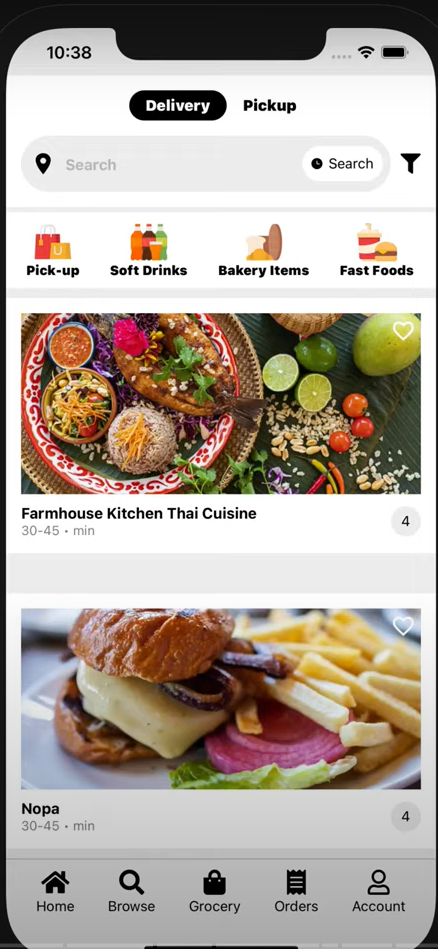 10:38
Delivery Pickup
Search Search
Pick-up Soft Drinks Bakery Items Fast Foods
Farmhouse Kitchen Thai Cuisine
30-45 • min
4
Nopa
30-45 • min
4
Home Browse Grocery Orders Account